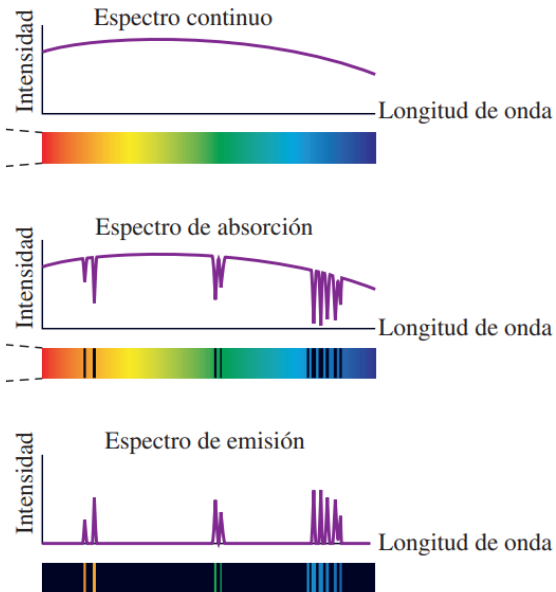 Espectro continuo
Intensidad
Longitud de onda
Espectro de absorción
Intensidad
Longitud de onda
Espectro de emisión
Intensidad
Longitud de onda